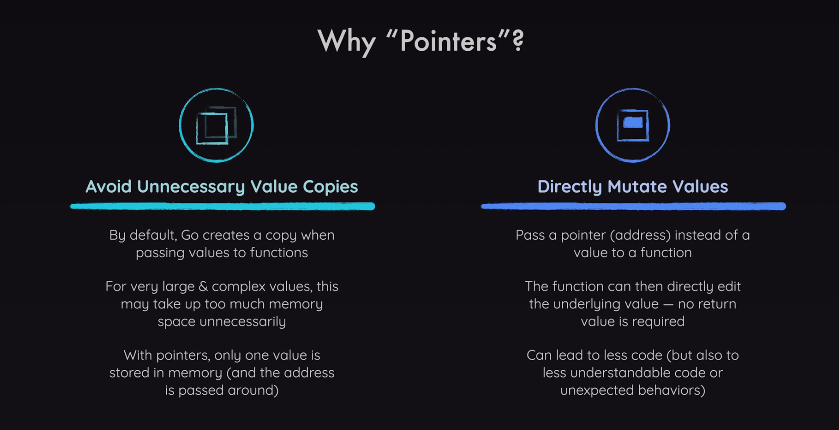 Why “Pointers”?
Avoid Unnecessary Value Copies
By default, Go creates a copy when
passing values to functions
For very large & complex values, this
may take up too much memory
space unnecessarily
With pointers, only one value is
stored in memory (and the address
is passed around)
Directly Mutate Values
Pass a pointer (address) instead of a
value to a function
The function can then directly edit
the underlying value — no return
value is required
Can lead to less code (but also to
less understandable code or
unexpected behaviors)